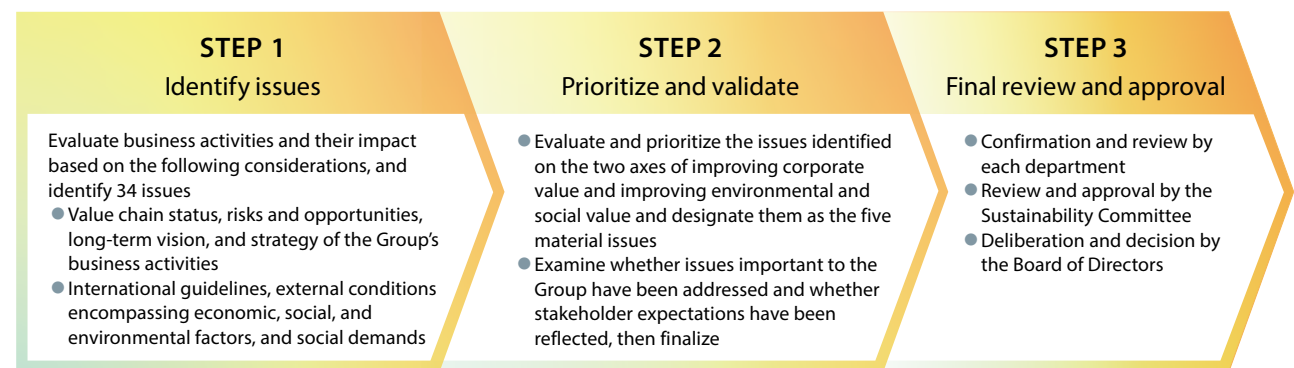 STEP 1
Identify issues
Evaluate business activities and their impact
based on the following considerations, and
identify 34 issues
● Value chain status, risks and opportunities,
long-term vision, and strategy of the Group's
business activities
● International guidelines, external conditions
encompassing economic, social, and
environmental factors, and social demands
STEP 2
Prioritize and validate
● Evaluate and prioritize the issues identified
on the two axes of improving corporate
value and improving environmental and
social value and designate them as the five
material issues
● Examine whether issues important to the
Group have been addressed and whether
stakeholder expectations have been
reflected, then finalize
STEP 3
Final review and approval
● Confirmation and review by
each department
● Review and approval by the
Sustainability Committee
● Deliberation and decision by
the Board of Directors